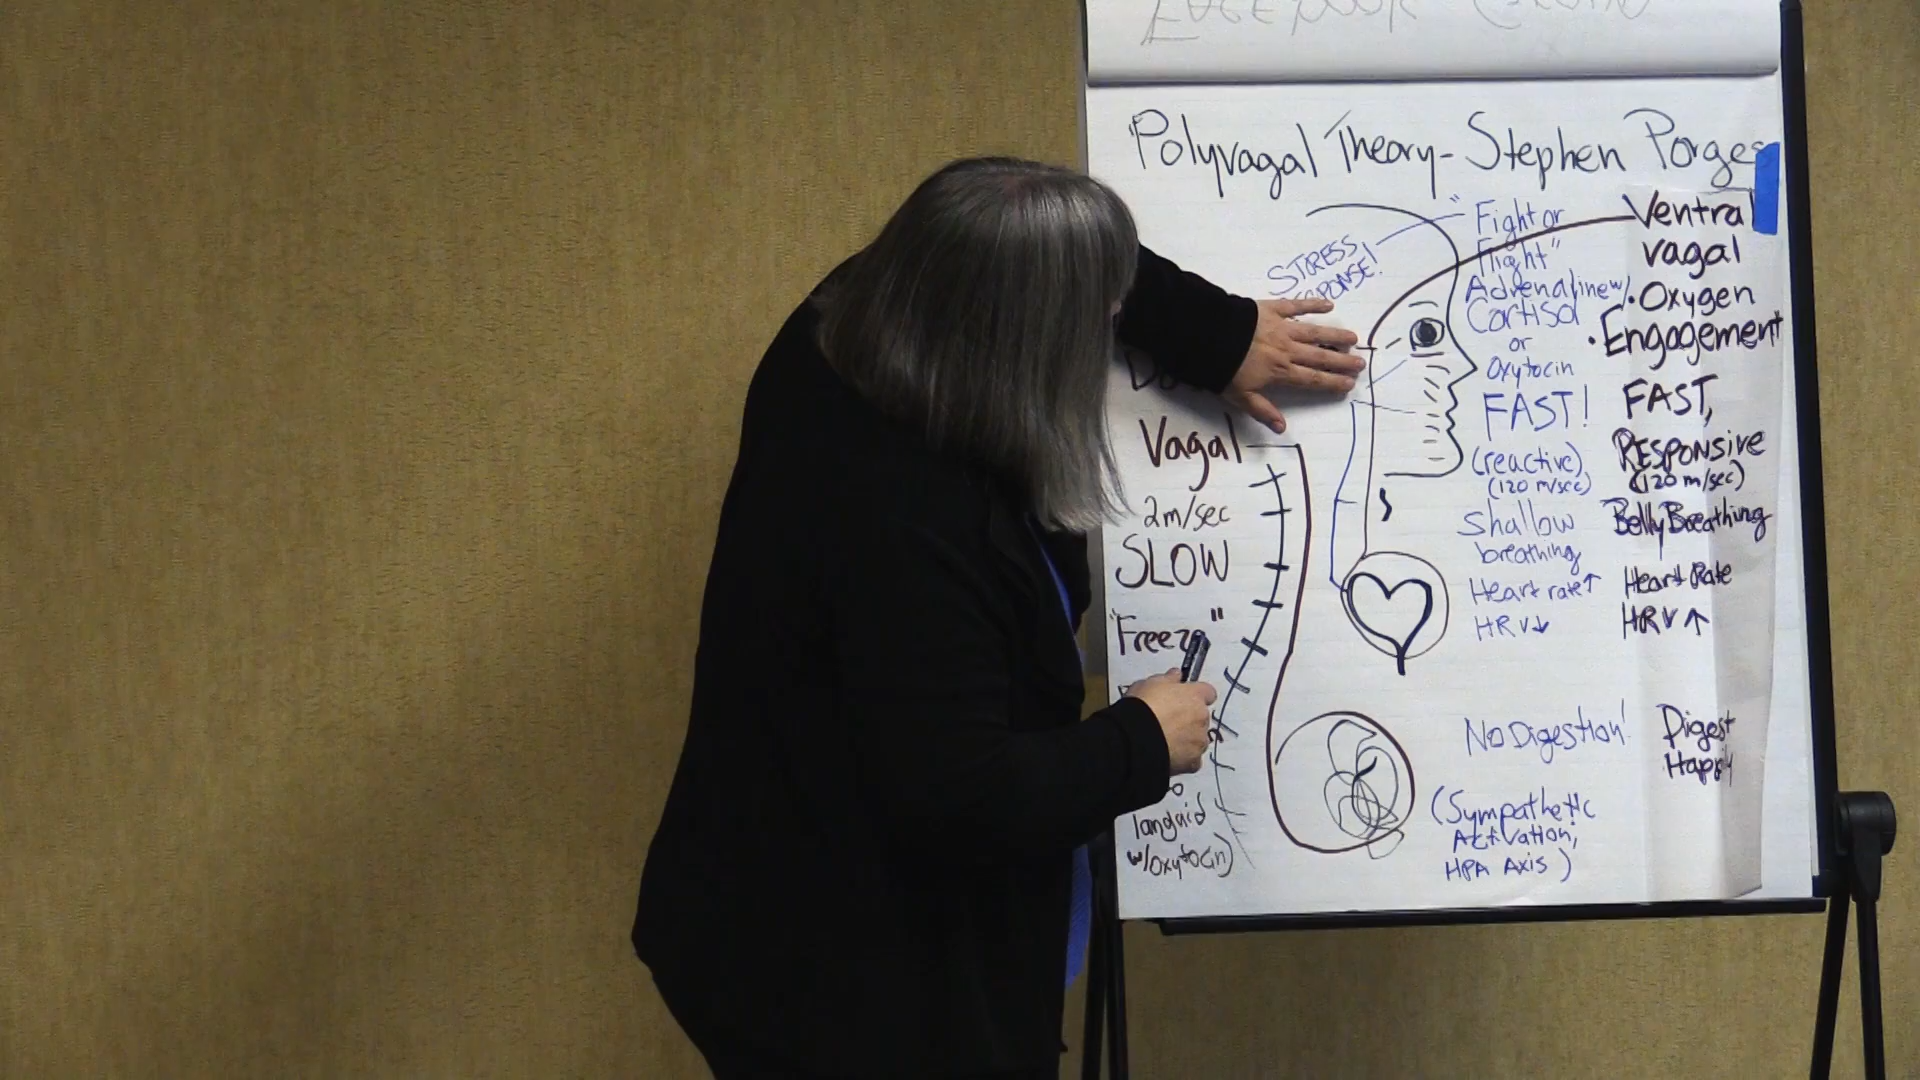 Facebook
Polyvagal Theory - Stephen Porges
STRESS
RESPONSE!
"Fight or
flight"
Adrenaline w/
Cortisol
or
Oxytocin
FAST!
(reactive),
(120 m/sec)
Shallow
breathing
Heart rate ↑
HRV ↓
No Digestion!
(Sympathetic
Activation,
HPA AXIS)
Ventral
vagal
• Oxygen
• Engagement
FAST,
RESPONSIVE
(120 m/sec)
Belly Breathing
Heart Rate
HRV ↑
Digest
Happy
Vagal
2m/sec
SLOW
"Freeze"
languid
w/oxytocin)